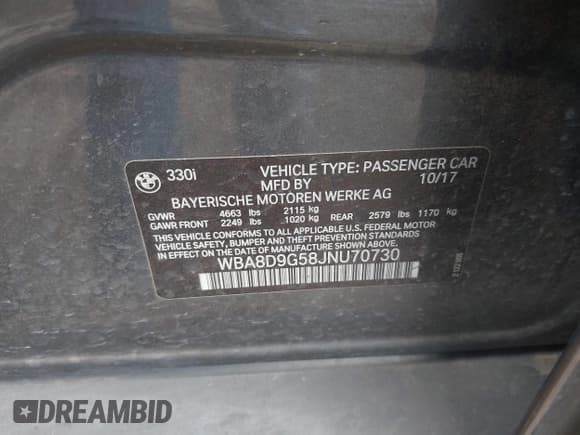 330i VEHICLE TYPE: PASSENGER CAR
MFD BY 10/17
BAYERISCHE MOTOREN WERKE AG
GVWR 4663 lbs 2115 kg
GAWR FRONT 2249 lbs 1020 kg REAR 2579 lbs 1170 kg
THIS VEHICLE CONFORMS TO ALL APPLICABLE U.S. FEDERAL MOTOR
VEHICLE SAFETY, BUMPER, AND THEFT PREVENTION STANDARDS
IN EFFECT ON THE DATE OF MANUFACTURE SHOWN ABOVE.
WBA8D9G58JNU70730
DREAMBID